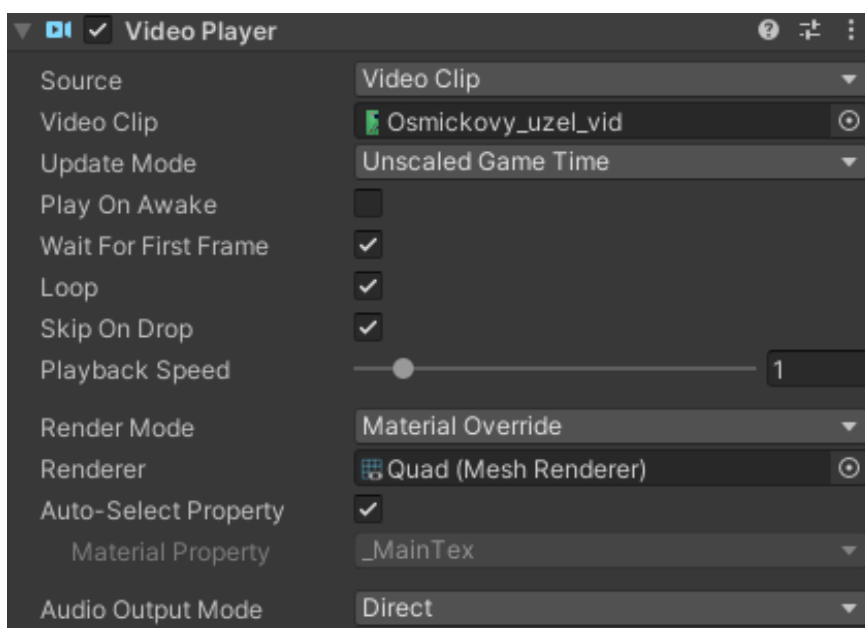 Video Player
Source Video Clip
Video Clip Osmickovy_uzel_vid
Update Mode Unscaled Game Time
Play On Awake
Wait For First Frame
Loop
Skip On Drop
Playback Speed 1
Render Mode Material Override
Renderer Quad (Mesh Renderer)
Auto-Select Property
Material Property _MainTex
Audio Output Mode Direct